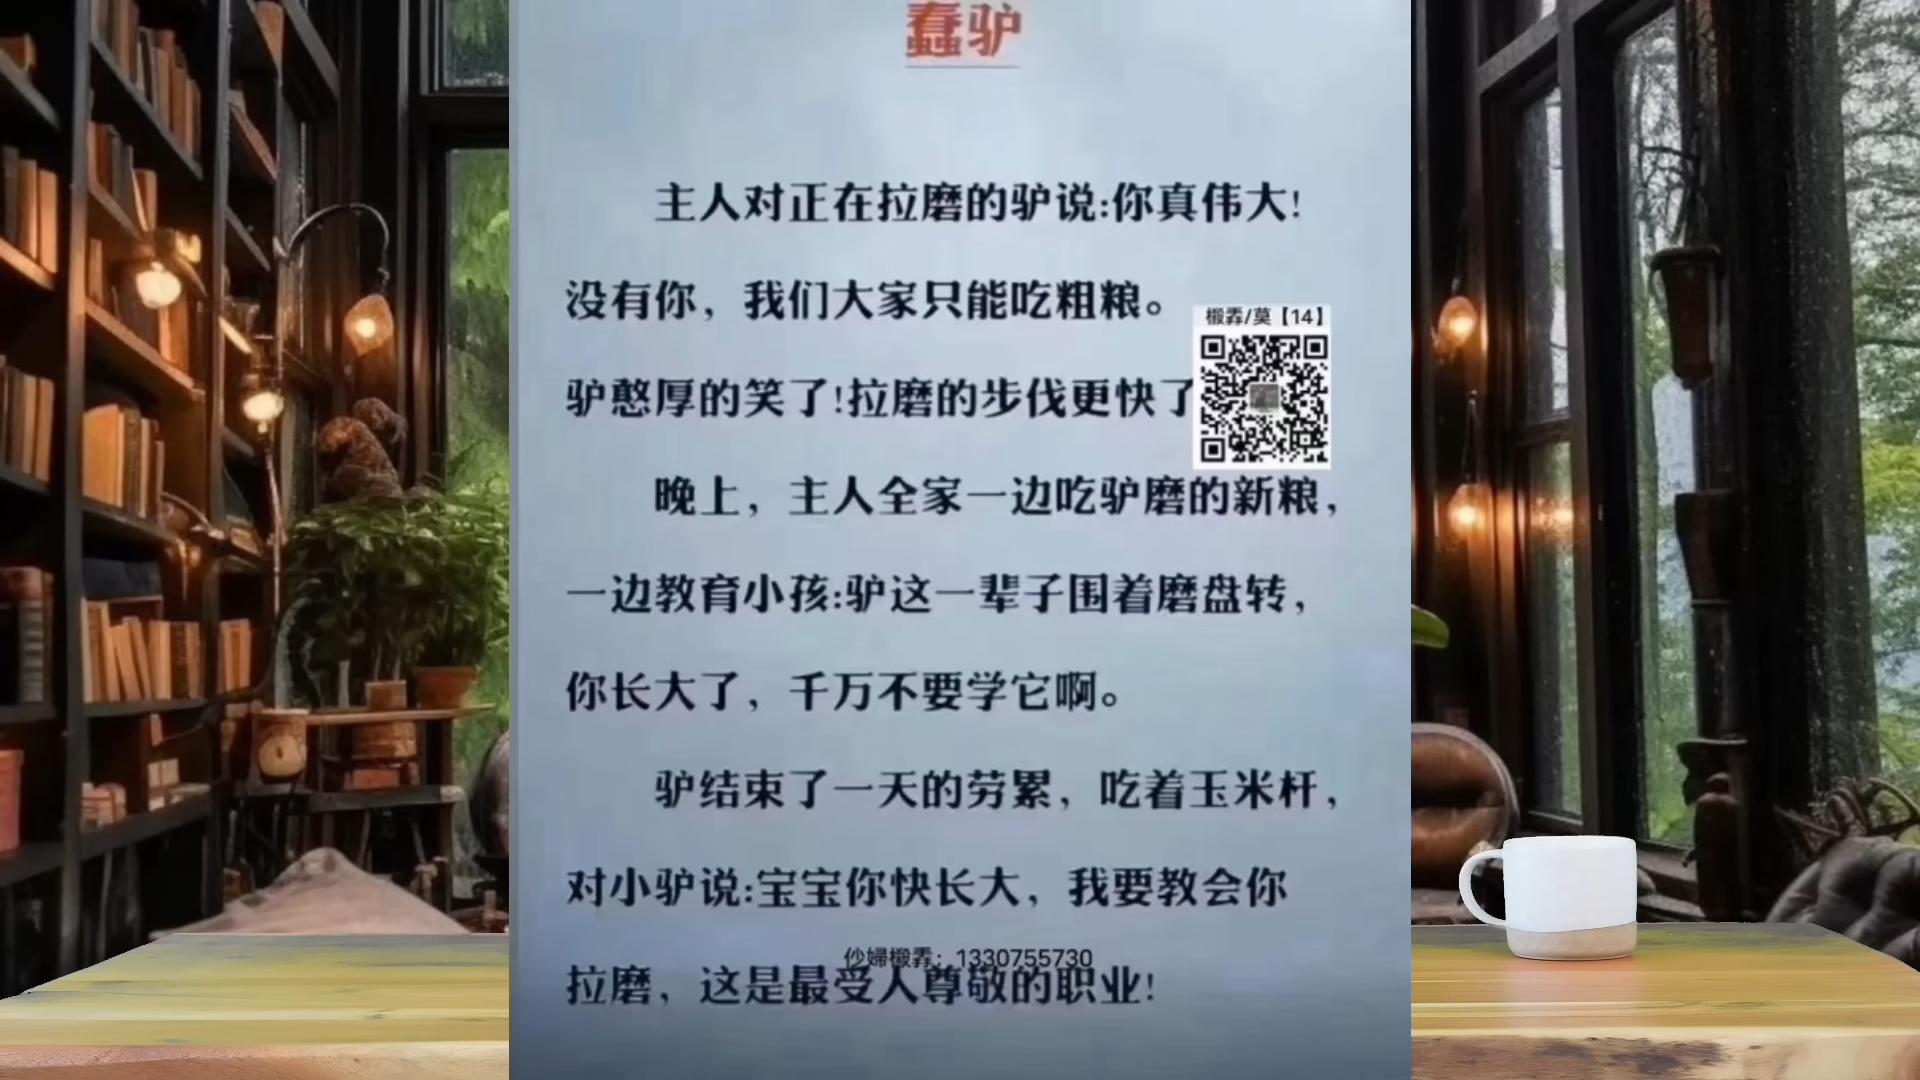 蠢驴
主人对正在拉磨的驴说:你真伟大!
没有你，我们大家只能吃粗粮。
椴掱/莫【14】
驴憨厚的笑了!拉磨的步伐更快了
晚上，主人全家一边吃驴磨的新粮，
一边教育小孩:驴这一辈子围着磨盘转，
你长大了，千万不要学它啊。
驴结束了一天的劳累，吃着玉米杆，
对小驴说:宝宝你快长大，我要教会你
1330755730
拉磨，这是最受人尊敬的职业!